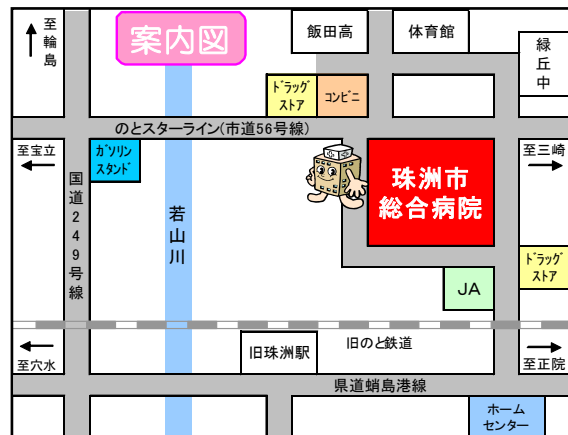 至輪島
案内図
飯田高
体育館
緑丘中
ﾄﾞﾗｯｸﾞ
ストア
コンビニ
のとスターライン(市道56号線)
至宝立
ガソリン
スタンド
至三崎
珠洲市
総合病院
国道249号線
若山川
ﾄﾞﾗｯｸﾞ
ストア
JA
旧のと鉄道
旧珠洲駅
至穴水
至正院
県道蛸島港線
ホーム
センター